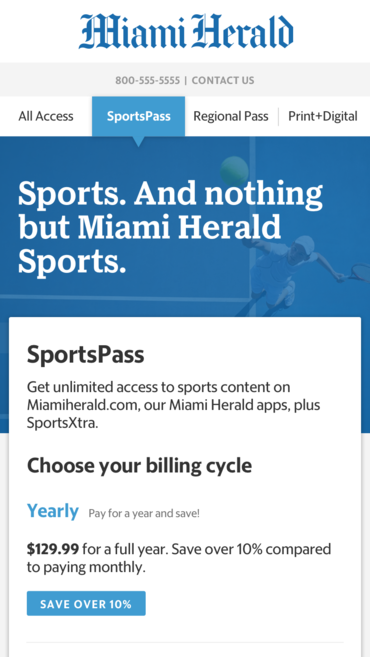 Miami Herald
800-555-5555 | CONTACT US
All Access SportsPass Regional Pass Print+Digital
Sports. And nothing
but Miami Herald
Sports.
SportsPass
Get unlimited access to sports content on
Miamiherald.com, our Miami Herald apps, plus
SportsXtra.
Choose your billing cycle
Yearly Pay for a year and save!
$129.99 for a full year. Save over 10% compared
to paying monthly.
SAVE OVER 10%